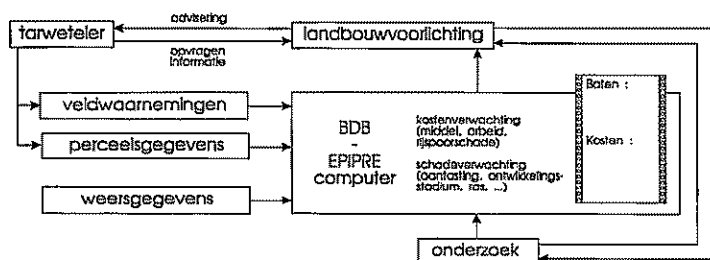 advisering
tarweteler
landbouwvoorlichting
opvragen
informatie
veldwaarnemingen
perceelsgegevens
weersgegevens
BDB
-
EPIPRE
computer
kostenverwachting
(middel, arbeid,
rijspoorschade)
schadeverwachting
(aantasting, ontwikkelings-
stadium, ras, ...)
Baten :
Kosten :
onderzoek